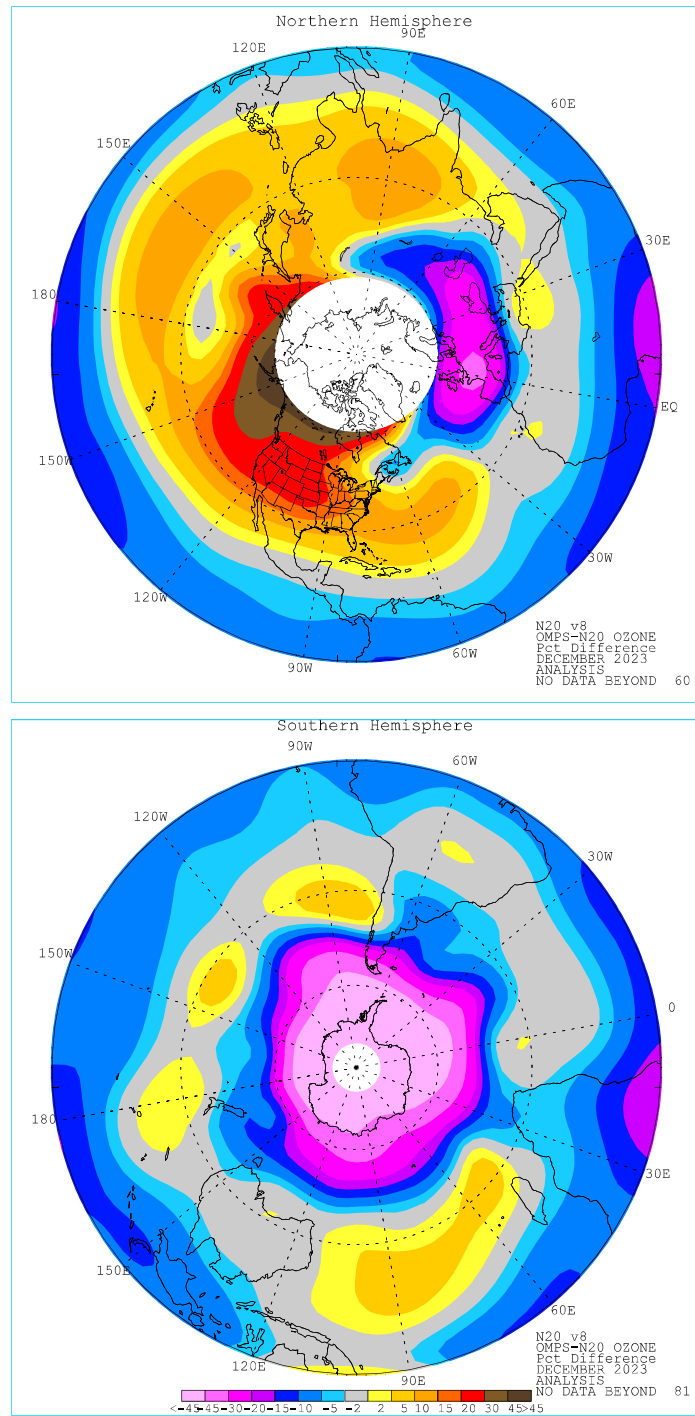 Northern Hemisphere
90E
120E
60E
150E
30E
180
EQ
150W
30W
120W
60W
90W
N20 v8
OMPS-N20 OZONE
Pct Difference
DECEMBER 2023
ANALYSIS
NO DATA BEYOND 60
Southern Hemisphere
90W
60W
120W
30W
150W
0
180
30E
150E
60E
120E
90E
N20 v8
OMPS-N20 OZONE
Pct Difference
DECEMBER 2023
ANALYSIS
NO DATA BEYOND 81
<-45 -45 -30 -20 -15 -10 -5 -2 2 5 10 15 20 30 45 >45